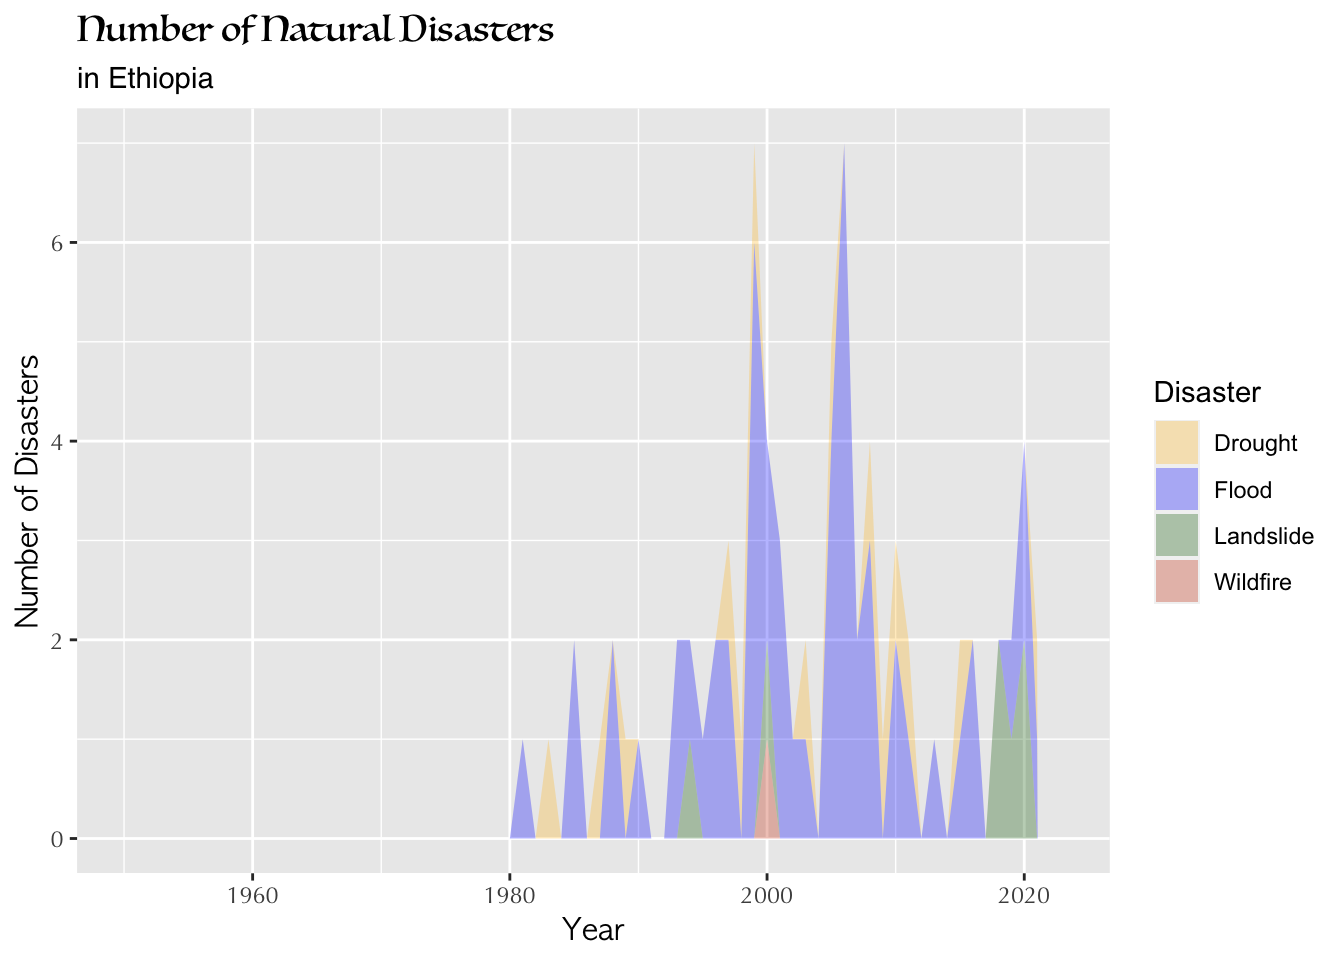 Number of Natural Disasters
in Ethiopia
Number of Disasters
6
4
2
0
1960
1980
2000
2020
Year
Disaster
Drought
Flood
Landslide
Wildfire